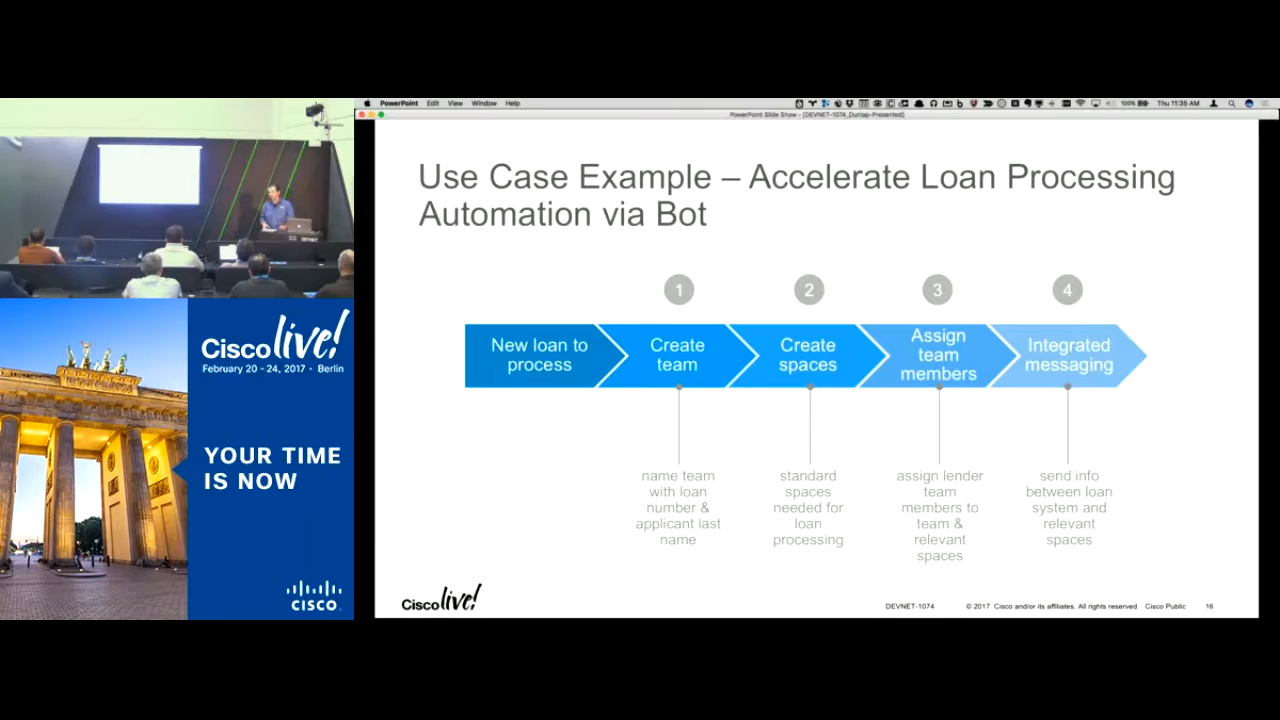 PowerPoint Edit View Window Help
100% Thu 11:35 AM
PowerPoint Slide Show - [DEVNET-1074_Dunlap-Presented]
Use Case Example – Accelerate Loan Processing
Automation via Bot
1 2 3 4
New loan to
process
Create
team
Create
spaces
Assign
team
members
Integrated
messaging
name team
with loan
number &
applicant last
name
standard
spaces
needed for
loan
processing
assign lender
team
members to
team &
relevant
spaces
send info
between loan
system and
relevant
spaces
Cisco live!
DEVNET-1074 © 2017 Cisco and/or its affiliates. All rights reserved. Cisco Public 16
DEVNET
Cisco live!
February 20 - 24, 2017 • Berlin
YOUR TIME
IS NOW
CISCO